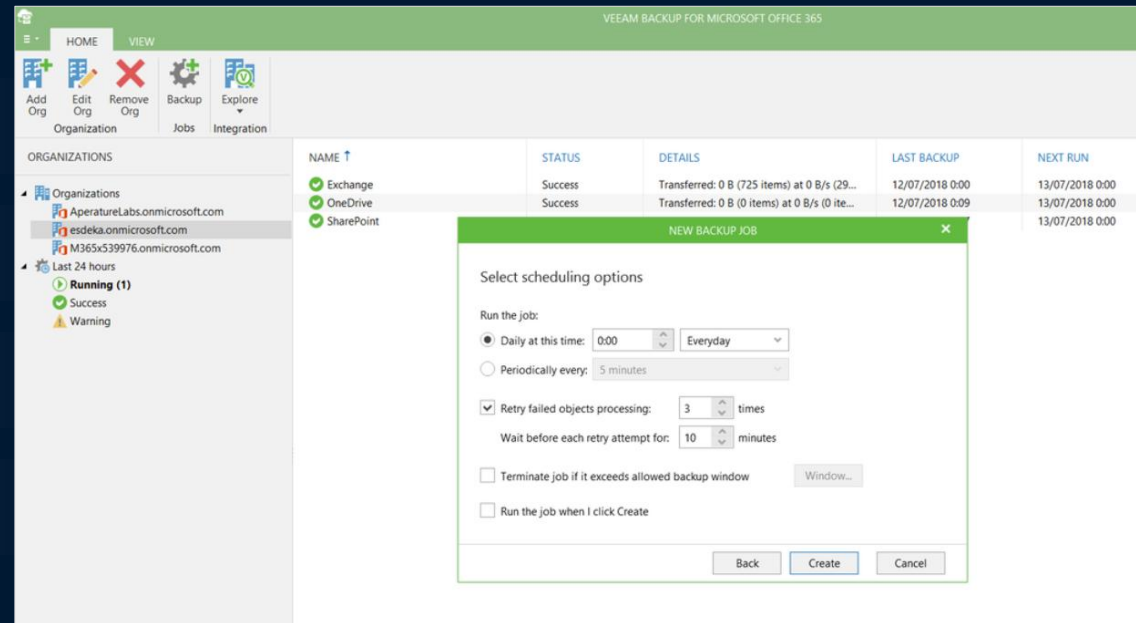 VEEAM BACKUP FOR MICROSOFT OFFICE 365
HOME VIEW
Add Org Edit Org Remove Org Backup Explore
Organization Jobs Integration
ORGANIZATIONS
Organizations
AperatureLabs.onmicrosoft.com
esdeka.onmicrosoft.com
M365x539976.onmicrosoft.com
Last 24 hours
Running (1)
Success
Warning
NAME STATUS DETAILS LAST BACKUP NEXT RUN
Exchange Success Transferred: 0 B (725 items) at 0 B/s (29... 12/07/2018 0:00 13/07/2018 0:00
OneDrive Success Transferred: 0 B (0 items) at 0 B/s (0 ite... 12/07/2018 0:09 13/07/2018 0:00
SharePoint 13/07/2018 0:00
NEW BACKUP JOB
Select scheduling options
Run the job:
Daily at this time: 0:00 Everyday
Periodically every: 5 minutes
Retry failed objects processing: 3 times
Wait before each retry attempt for: 10 minutes
Terminate job if it exceeds allowed backup window Window...
Run the job when I click Create
Back Create Cancel